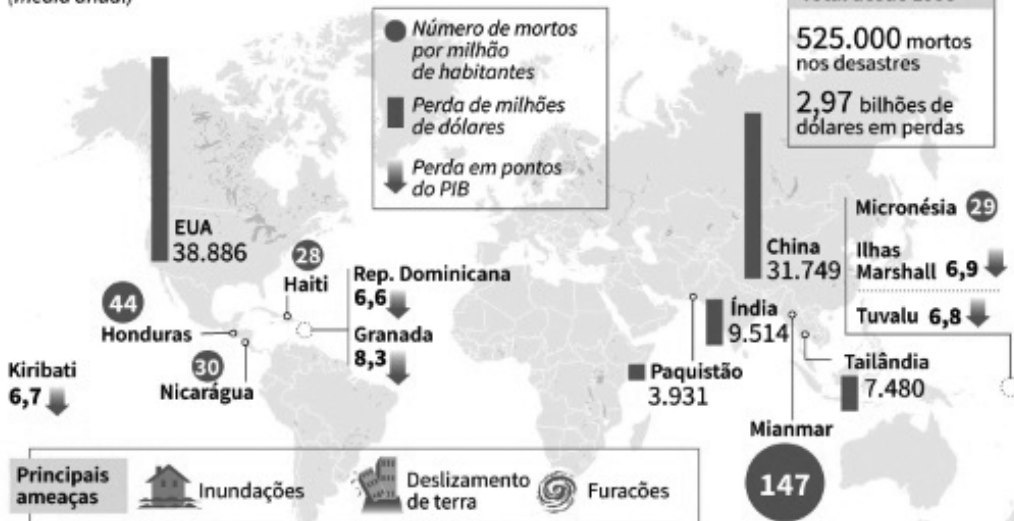 (média anual)
Número de mortos
por milhão
de habitantes
Perda de milhões
de dólares
Perda em pontos
do PIB
525.000 mortos
nos desastres
2,97 bilhões de
dólares em perdas
EUA
38.886
28
Haiti
Rep. Dominicana
6,6
Granada
8,3
44
Honduras
30
Nicarágua
Kiribati
6,7
China
31.749
Índia
9.514
Paquistão
3.931
Micronésia 29
Ilhas
Marshall 6,9
Tuvalu 6,8
Tailândia
7.480
Mianmar
147
Principais
ameaças
Inundações
Deslizamento
de terra
Furacões